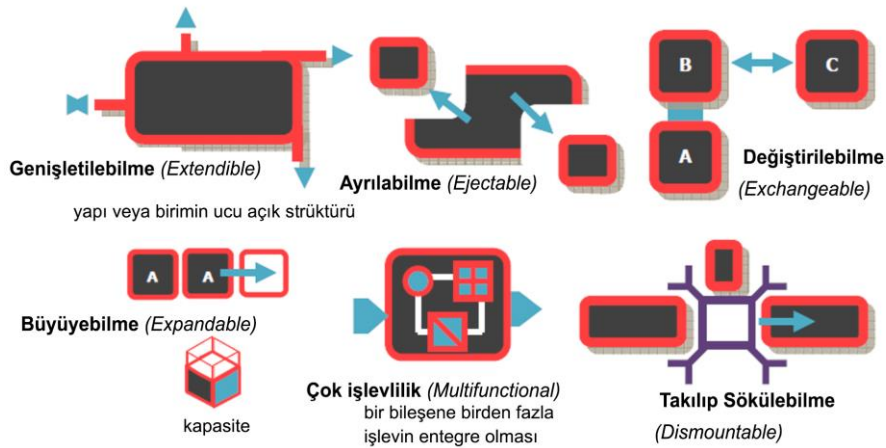 Genişletilebilme (Extendible)
yapı veya birimin ucu açık strüktürü
Ayrılabilme (Ejectable)
B
C
A
Değiştirilebilme
(Exchangeable)
A
A
Büyüyebilme (Expandable)
kapasite
Çok işlevlilik (Multifunctional)
bir bileşene birden fazla
işlevin entegre olması
Takılıp Sökülebilme
(Dismountable)